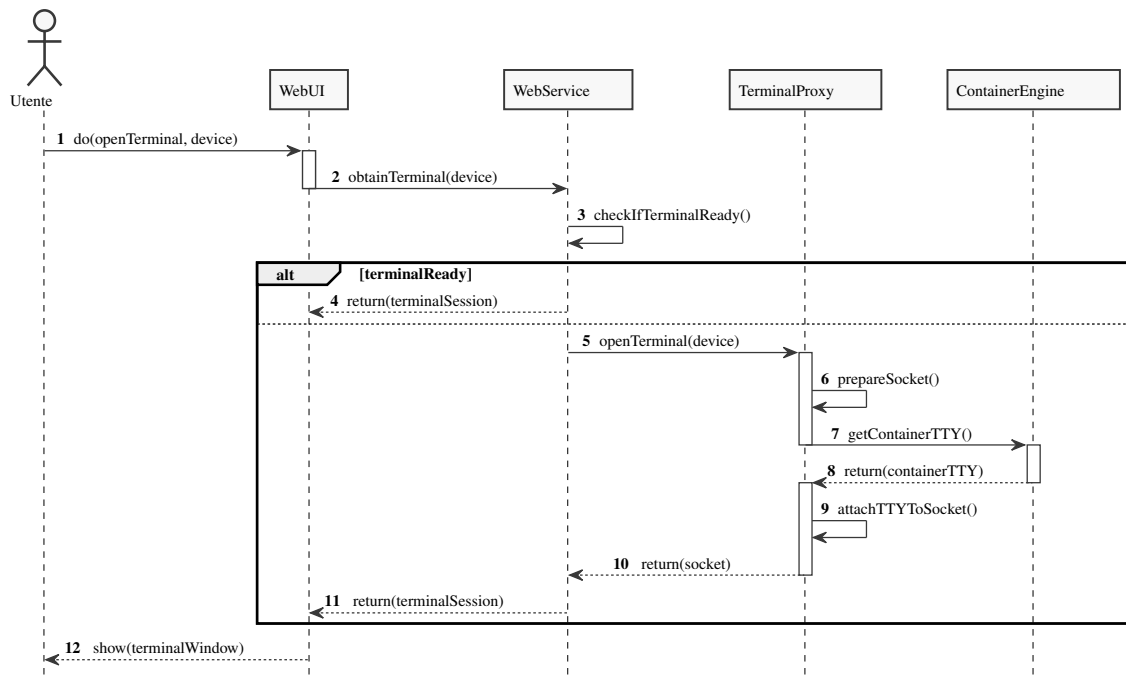 Utente
WebUI
WebService
TerminalProxy
ContainerEngine
1 do(openTerminal, device)
2 obtainTerminal(device)
3 checkIfTerminalReady()
alt [terminalReady]
4 return(terminalSession)
5 openTerminal(device)
6 prepareSocket()
7 getContainerTTY()
8 return(containerTTY)
9 attachTTYToSocket()
10 return(socket)
11 return(terminalSession)
12 show(terminalWindow)